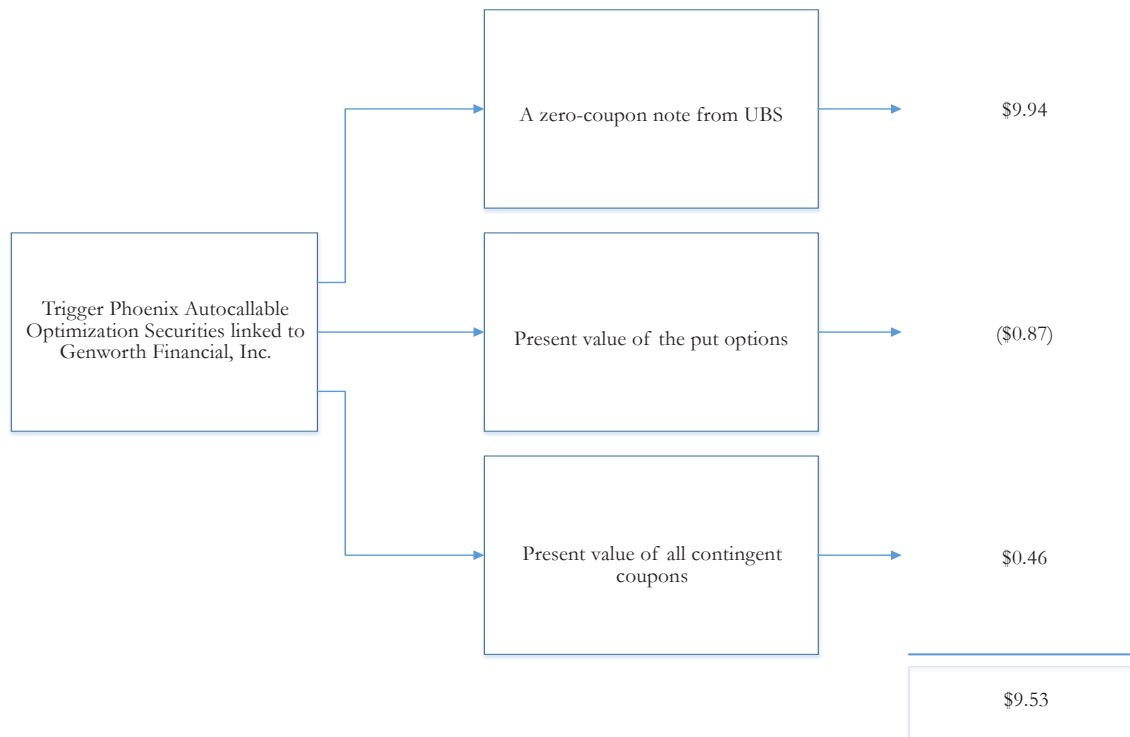 A zero-coupon note from UBS
$9.94
Trigger Phoenix Autocallable
Optimization Securities linked to
Genworth Financial, Inc.
Present value of the put options
($0.87)
Present value of all contingent
coupons
$0.46
$9.53